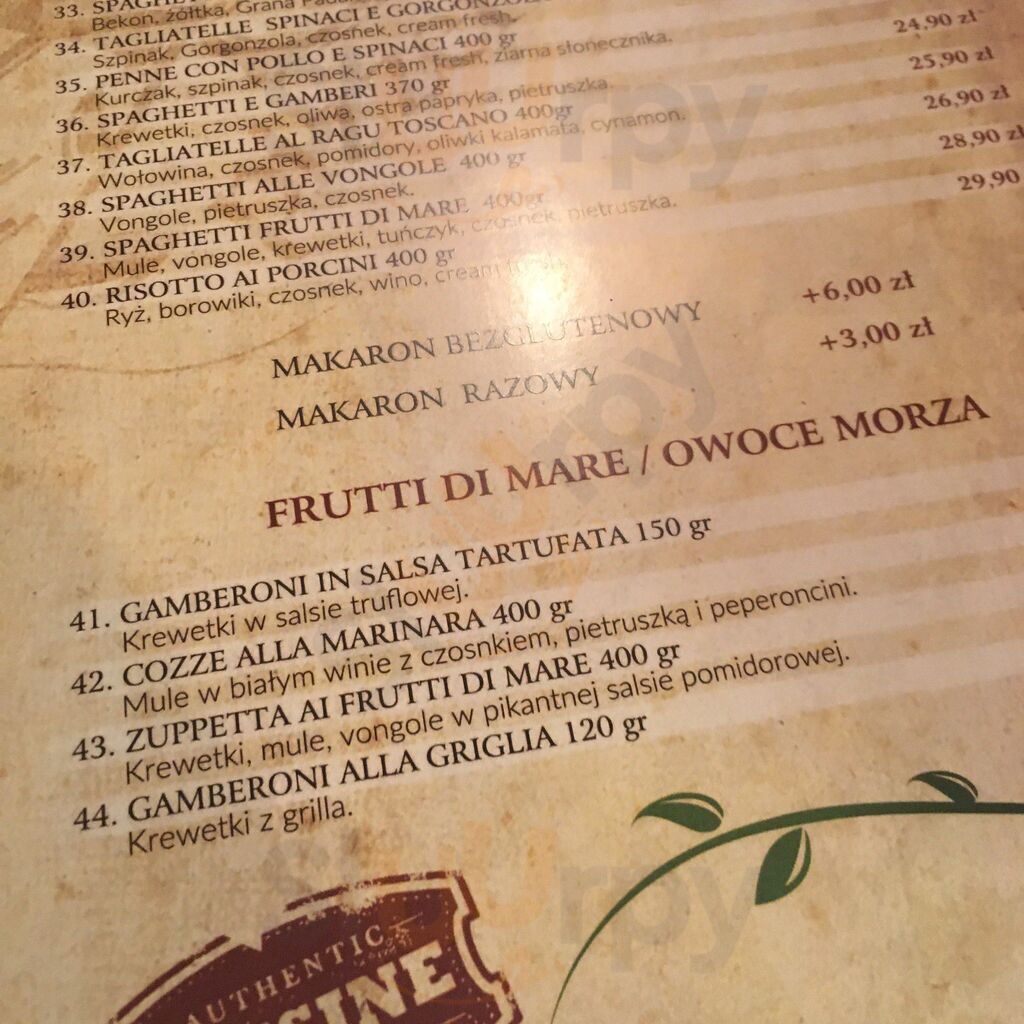 33. SPAGHETTI
Bekon, żółtka, Grana
34. TAGLIATELLE SPINACI E GORGONZOLA
Szpinak, Gorgonzola, czosnek, cream fresh.
35. PENNE CON POLLO E SPINACI 400 gr
Kurczak, szpinak, czosnek, cream fresh, ziarna słonecznika.
24,90 zł
36. SPAGHETTI E GAMBERI 370 gr
Krewetki, czosnek, oliwa, ostra papryka, pietruszka.
25,90 zł
37. TAGLIATELLE AL RAGU TOSCANO 400gr
Wołowina, czosnek, pomidory, oliwki kalamata, cynamon.
26,90 zł
38. SPAGHETTI ALLE VONGOLE 400 gr
Vongole, pietruszka, czosnek.
28,90 zł
39. SPAGHETTI FRUTTI DI MARE 400gr
Mule, vongole, krewetki, tuńczyk, czosnek, pietruszka.
29,90
40. RISOTTO AI PORCINI 400 gr
Ryż, borowiki, czosnek, wino, cream fresh.
MAKARON BEZGLUTENOWY +6,00 zł
MAKARON RAZOWY +3,00 zł
FRUTTI DI MARE / OWOCE MORZA
41. GAMBERONI IN SALSA TARTUFATA 150 gr
Krewetki w salsie truflowej.
42. COZZE ALLA MARINARA 400 gr
Mule w białym winie z czosnkiem, pietruszką i peperoncini.
43. ZUPPETTA AI FRUTTI DI MARE 400 gr
Krewetki, mule, vongole w pikantnej salsie pomidorowej.
44. GAMBERONI ALLA GRIGLIA 120 gr
Krewetki z grilla.
AUTHENTIC